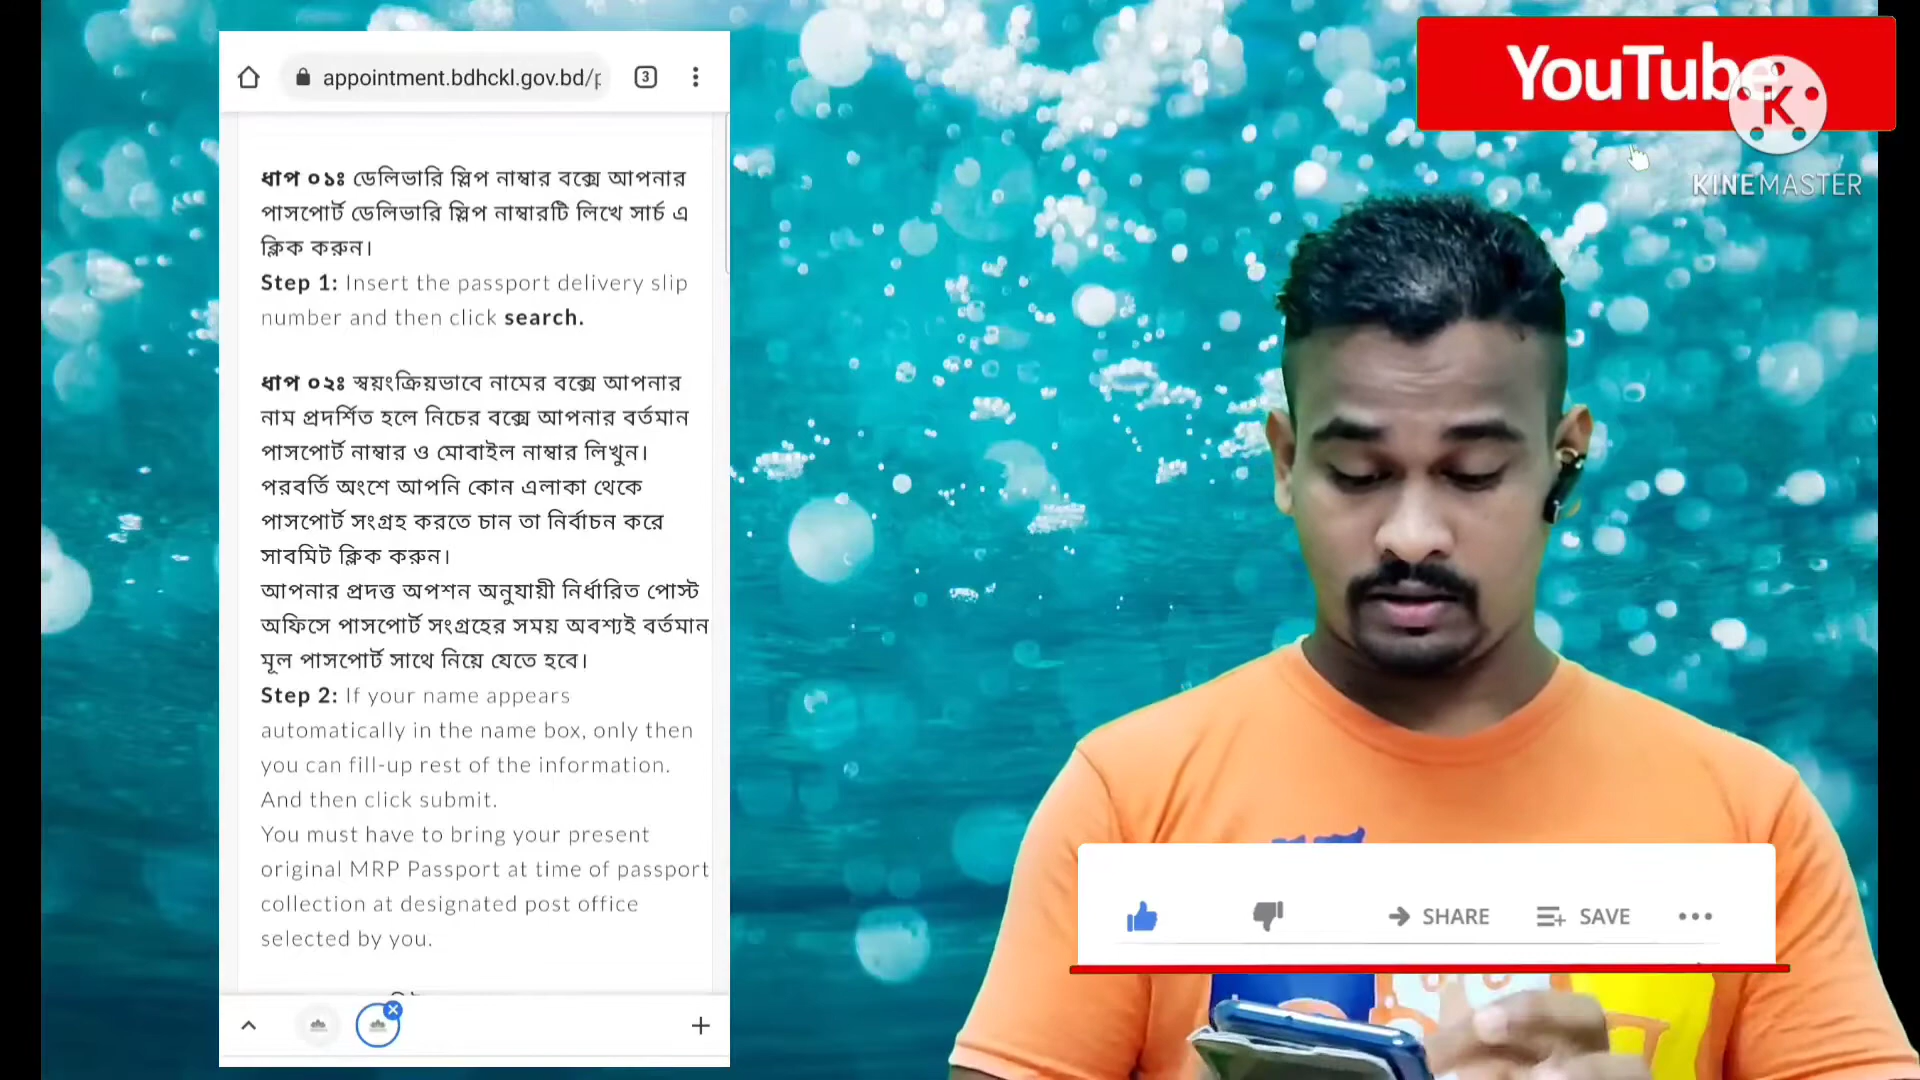 appointment.bdhckl.gov.bd/p
3
ধাপ ০১ঃ ডেলিভারি স্লিপ নাম্বার বক্সে আপনার
পাসপোর্ট ডেলিভারি স্লিপ নাম্বারটি লিখে সার্চ এ
ক্লিক করুন।
Step 1: Insert the passport delivery slip
number and then click search.
ধাপ ০২ঃ স্বয়ংক্রিয়ভাবে নামের বক্সে আপনার
নাম প্রদর্শিত হলে নিচের বক্সে আপনার বর্তমান
পাসপোর্ট নাম্বার ও মোবাইল নাম্বার লিখুন।
পরবর্তি অংশে আপনি কোন এলাকা থেকে
পাসপোর্ট সংগ্রহ করতে চান তা নির্বাচন করে
সাবমিট ক্লিক করুন।
আপনার প্রদত্ত অপশন অনুযায়ী নির্ধারিত পোস্ট
অফিসে পাসপোর্ট সংগ্রহের সময় অবশ্যই বর্তমান
মূল পাসপোর্ট সাথে নিয়ে যেতে হবে।
Step 2: If your name appears
automatically in the name box, only then
you can fill-up rest of the information.
And then click submit.
You must have to bring your present
original MRP Passport at time of passport
collection at designated post office
selected by you.
YouTube
K
KINEMASTER
SHARE
SAVE